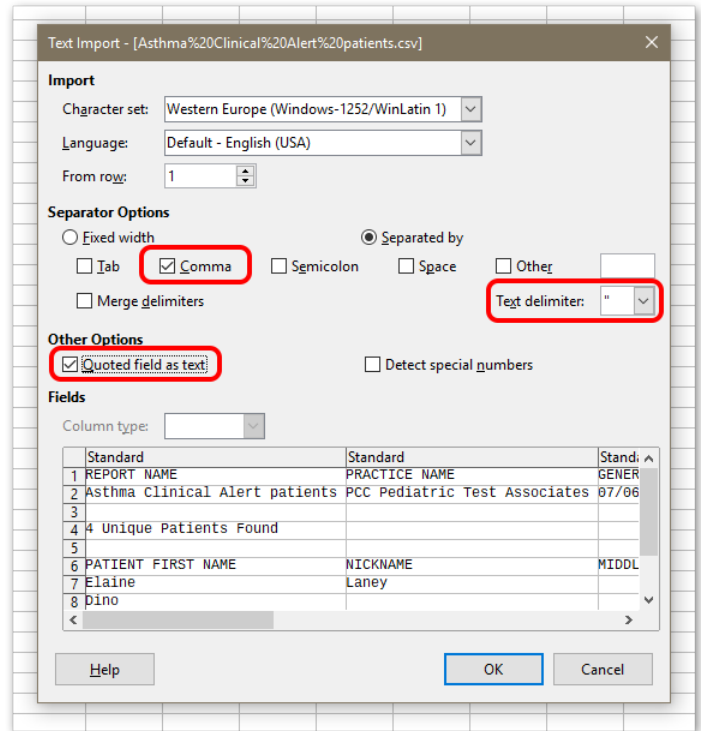 Text Import - [Asthma%20Clinical%20Alert%20patients.csv]
Import
Character set: Western Europe (Windows-1252/WinLatin 1)
Language: Default - English (USA)
From row: 1
Separator Options
Fixed width Separated by
Tab Comma Semicolon Space Other
Merge delimiters Text delimiter: "
Other Options
Quoted field as text Detect special numbers
Fields
Column type:
Standard Standard Standa
1 REPORT NAME PRACTICE NAME GENER
2 Asthma Clinical Alert patients PCC Pediatric Test Associates 07/06
3
4 4 Unique Patients Found
5
6 PATIENT FIRST NAME NICKNAME MIDDL
7 Elaine Laney
8 Dino
Help OK Cancel